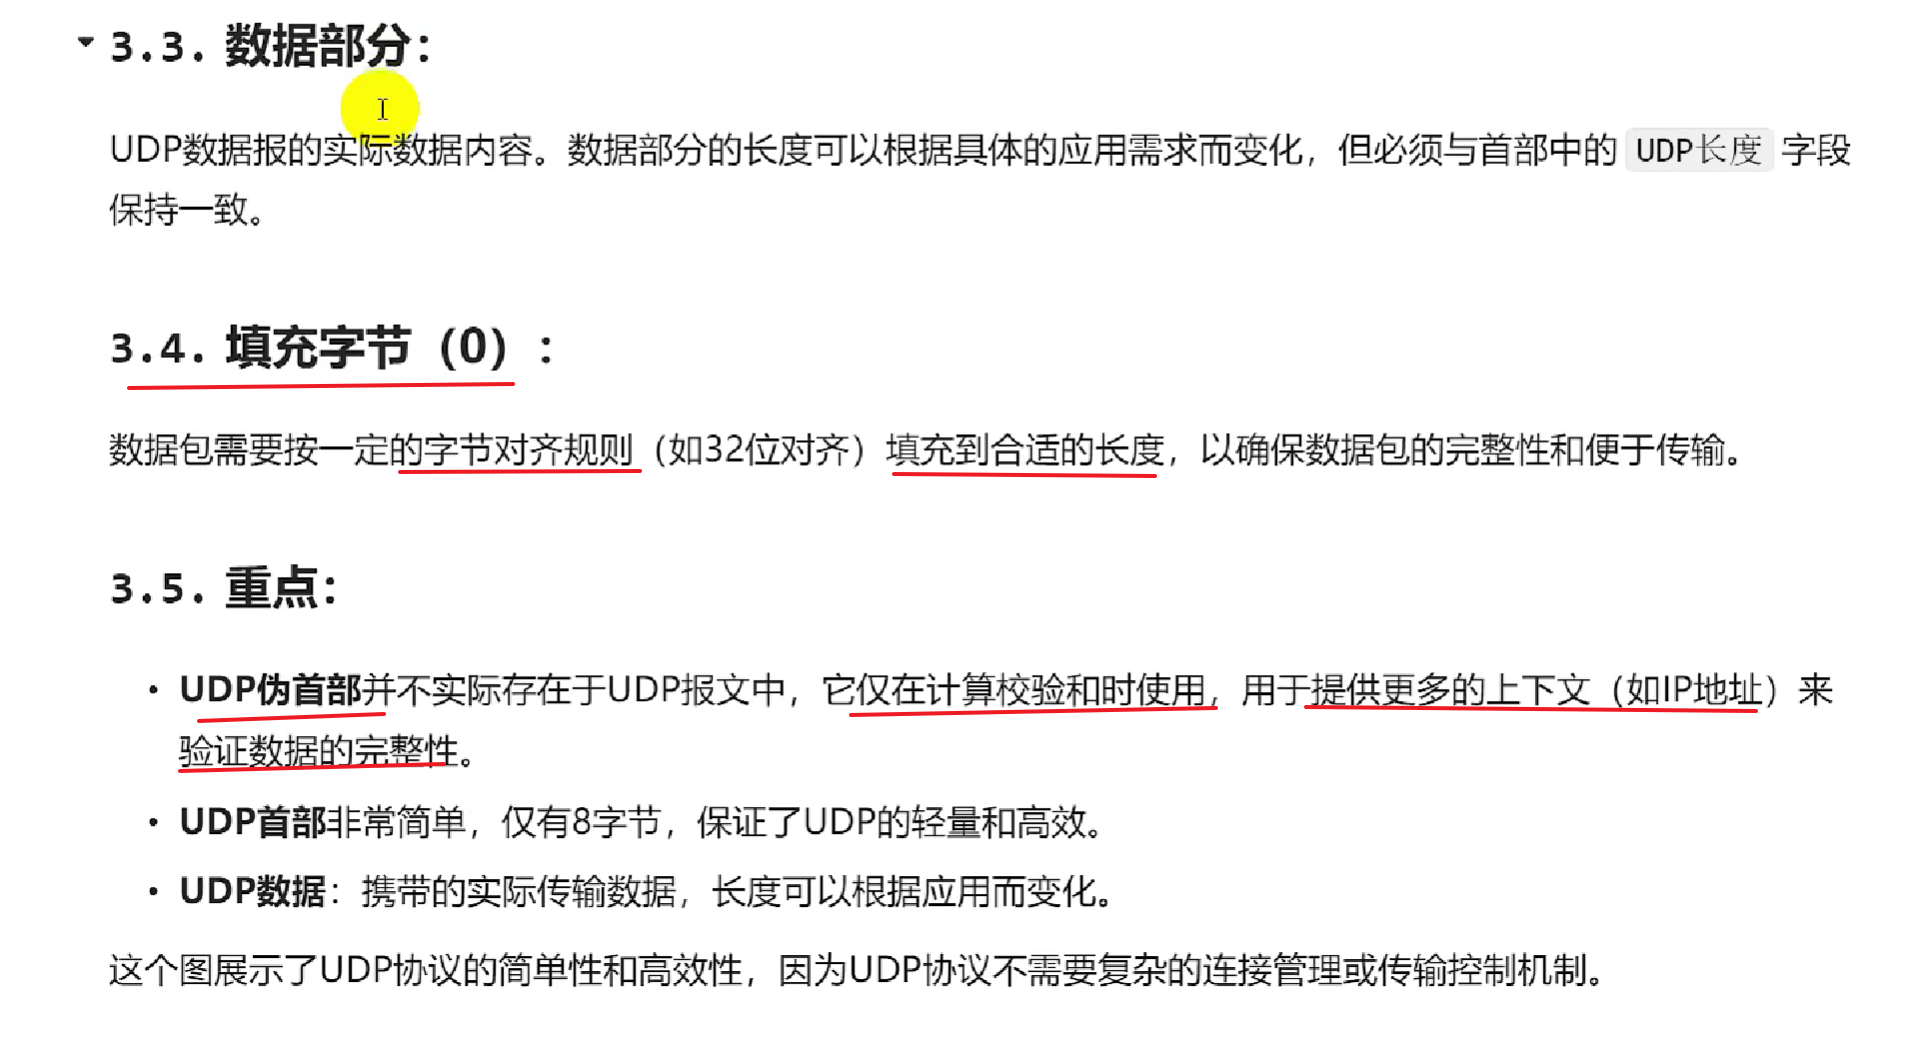 3.3. 数据部分：
UDP数据报的实际数据内容。数据部分的长度可以根据具体的应用需求而变化，但必须与首部中的 UDP长度 字段
保持一致。
3.4. 填充字节（0）：
数据包需要按一定的字节对齐规则（如32位对齐）填充到合适的长度，以确保数据包的完整性和便于传输。
3.5. 重点：
• UDP伪首部并不实际存在于UDP报文中，它仅在计算校验和时使用，用于提供更多的上下文（如IP地址）来
验证数据的完整性。
• UDP首部非常简单，仅有8字节，保证了UDP的轻量和高效。
• UDP数据：携带的实际传输数据，长度可以根据应用而变化。
这个图展示了UDP协议的简单性和高效性，因为UDP协议不需要复杂的连接管理或传输控制机制。